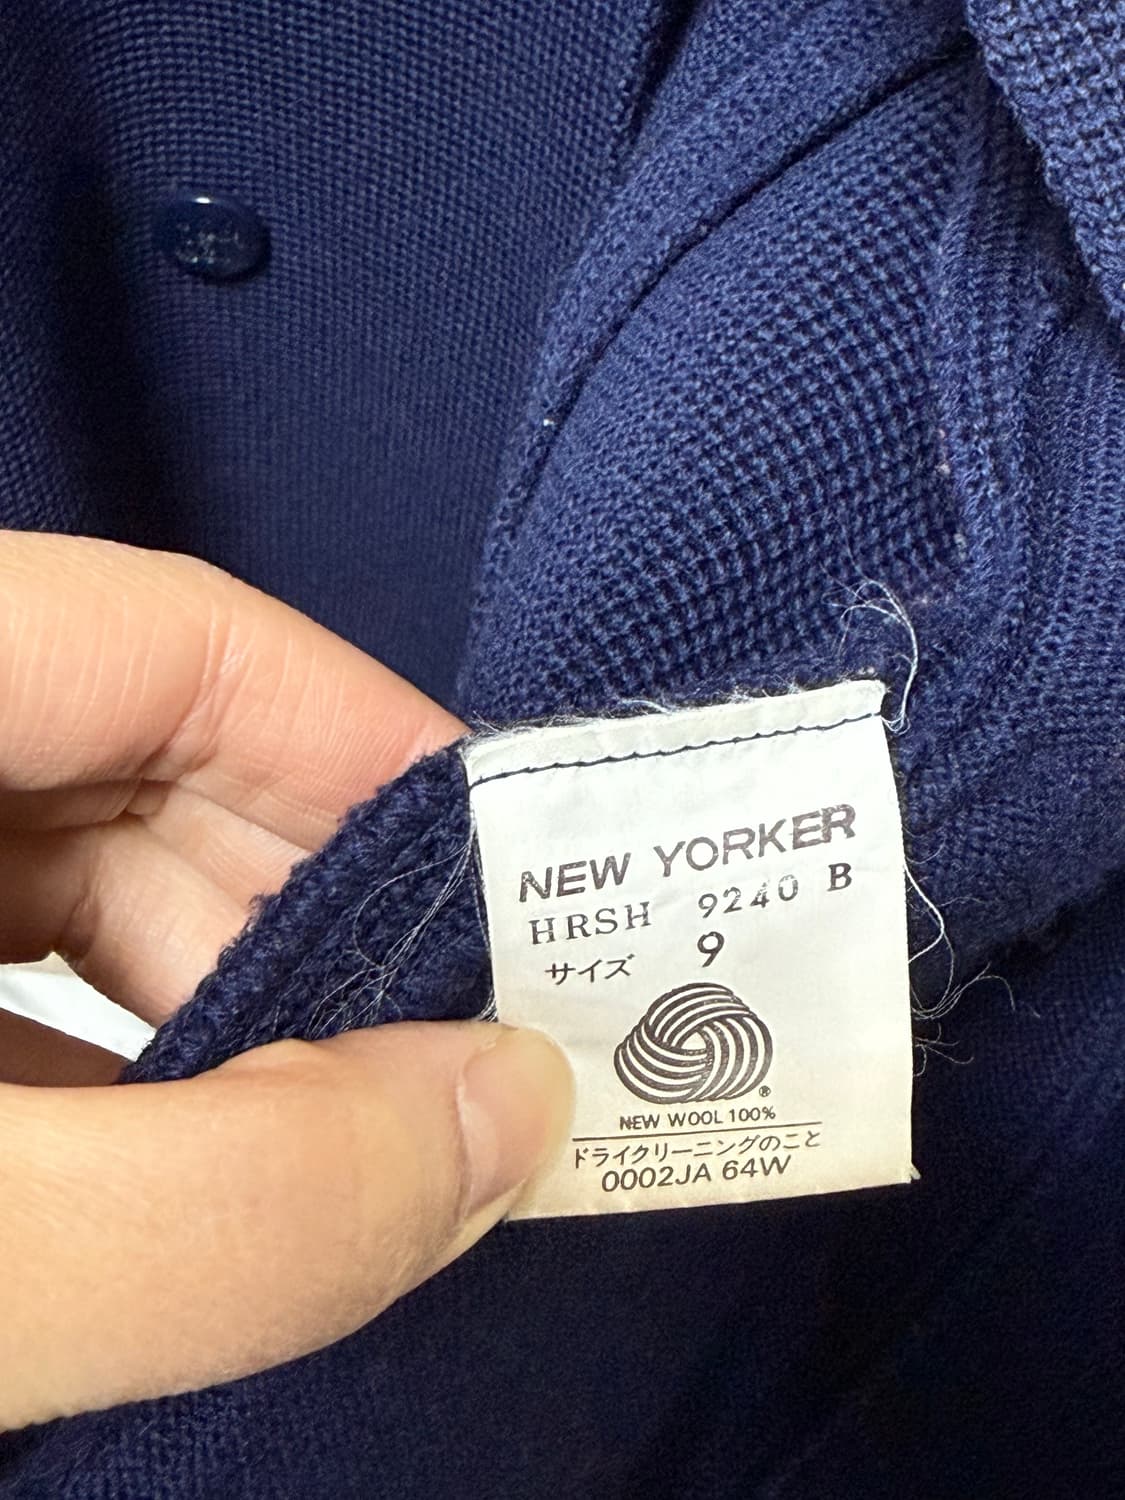 NEW YORKER
HRSH 9240 B
サイズ 9
®
NEW WOOL 100%
ドライクリーニングのこと
0002JA 64W